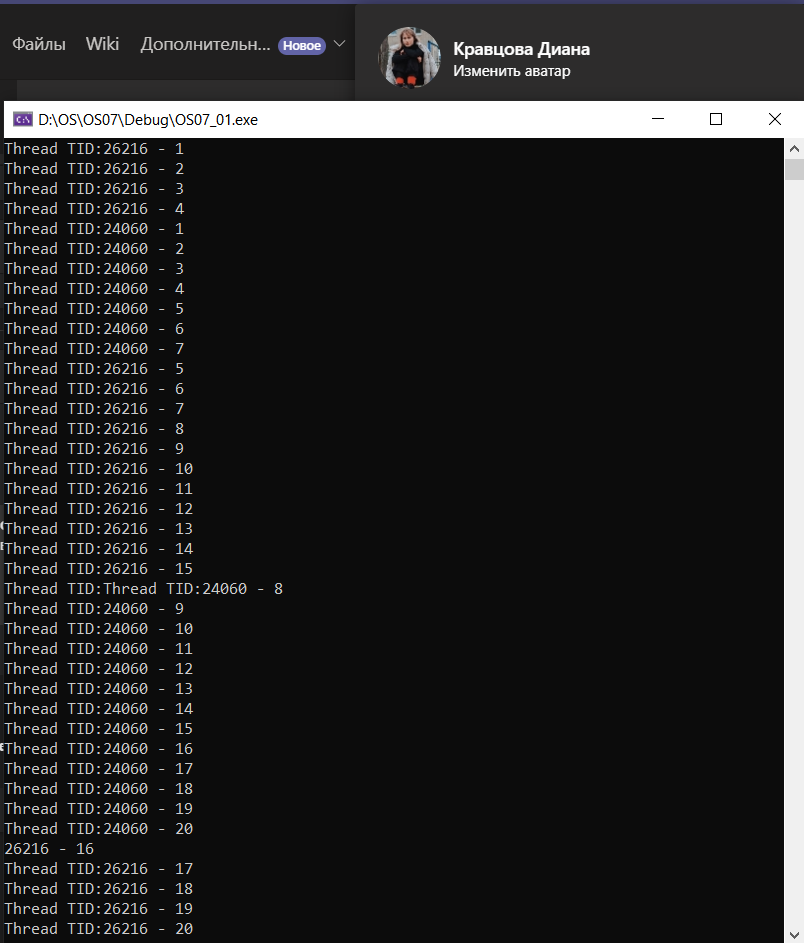 Файлы Wiki Дополнительн... Новое
Кравцова Диана
Изменить аватар
D:\OS\OS07\Debug\OS07_01.exe
Thread TID:26216 - 1
Thread TID:26216 - 2
Thread TID:26216 - 3
Thread TID:26216 - 4
Thread TID:24060 - 1
Thread TID:24060 - 2
Thread TID:24060 - 3
Thread TID:24060 - 4
Thread TID:24060 - 5
Thread TID:24060 - 6
Thread TID:24060 - 7
Thread TID:26216 - 5
Thread TID:26216 - 6
Thread TID:26216 - 7
Thread TID:26216 - 8
Thread TID:26216 - 9
Thread TID:26216 - 10
Thread TID:26216 - 11
Thread TID:26216 - 12
Thread TID:26216 - 13
Thread TID:26216 - 14
Thread TID:26216 - 15
Thread TID:Thread TID:24060 - 8
Thread TID:24060 - 9
Thread TID:24060 - 10
Thread TID:24060 - 11
Thread TID:24060 - 12
Thread TID:24060 - 13
Thread TID:24060 - 14
Thread TID:24060 - 15
Thread TID:24060 - 16
Thread TID:24060 - 17
Thread TID:24060 - 18
Thread TID:24060 - 19
Thread TID:24060 - 20
26216 - 16
Thread TID:26216 - 17
Thread TID:26216 - 18
Thread TID:26216 - 19
Thread TID:26216 - 20